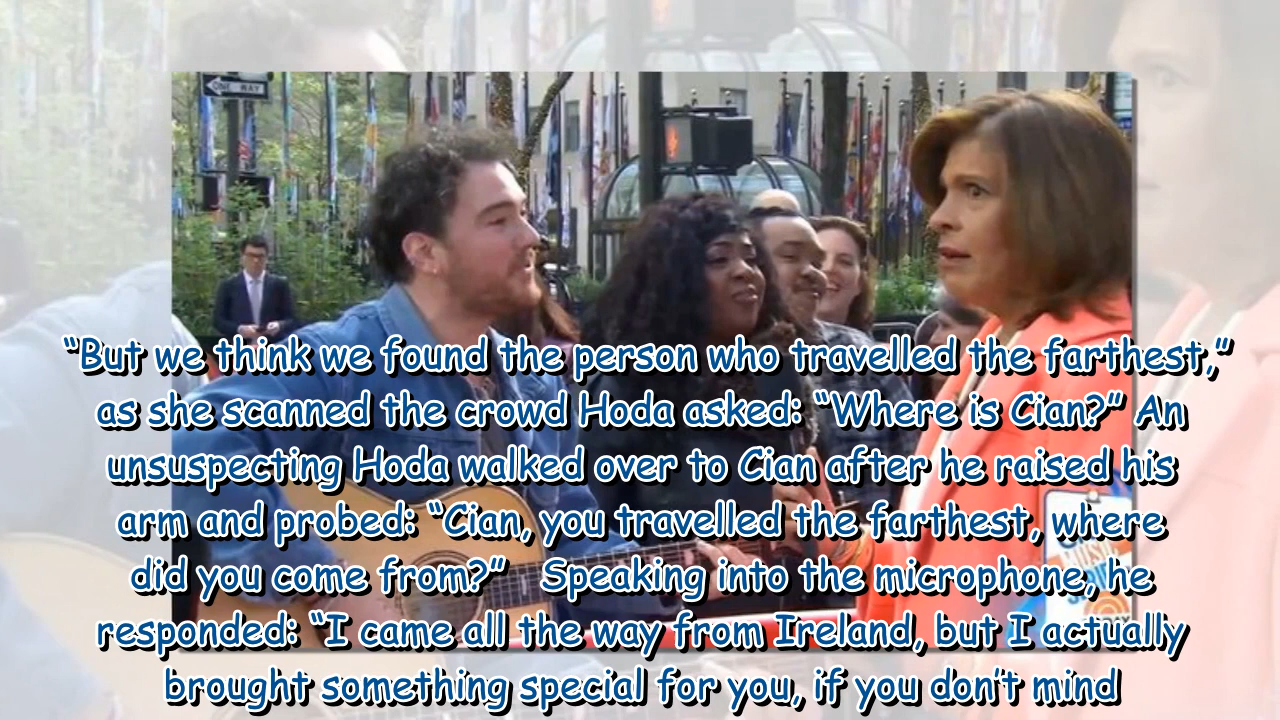 ONE WAY
“But we think we found the person who travelled the farthest,”
as she scanned the crowd Hoda asked: “Where is Cian?” An
unsuspecting Hoda walked over to Cian after he raised his
arm and probed: “Cian, you travelled the farthest, where
did you come from?”   Speaking into the microphone, he
responded: “I came all the way from Ireland, but I actually
brought something special for you, if you don’t mind